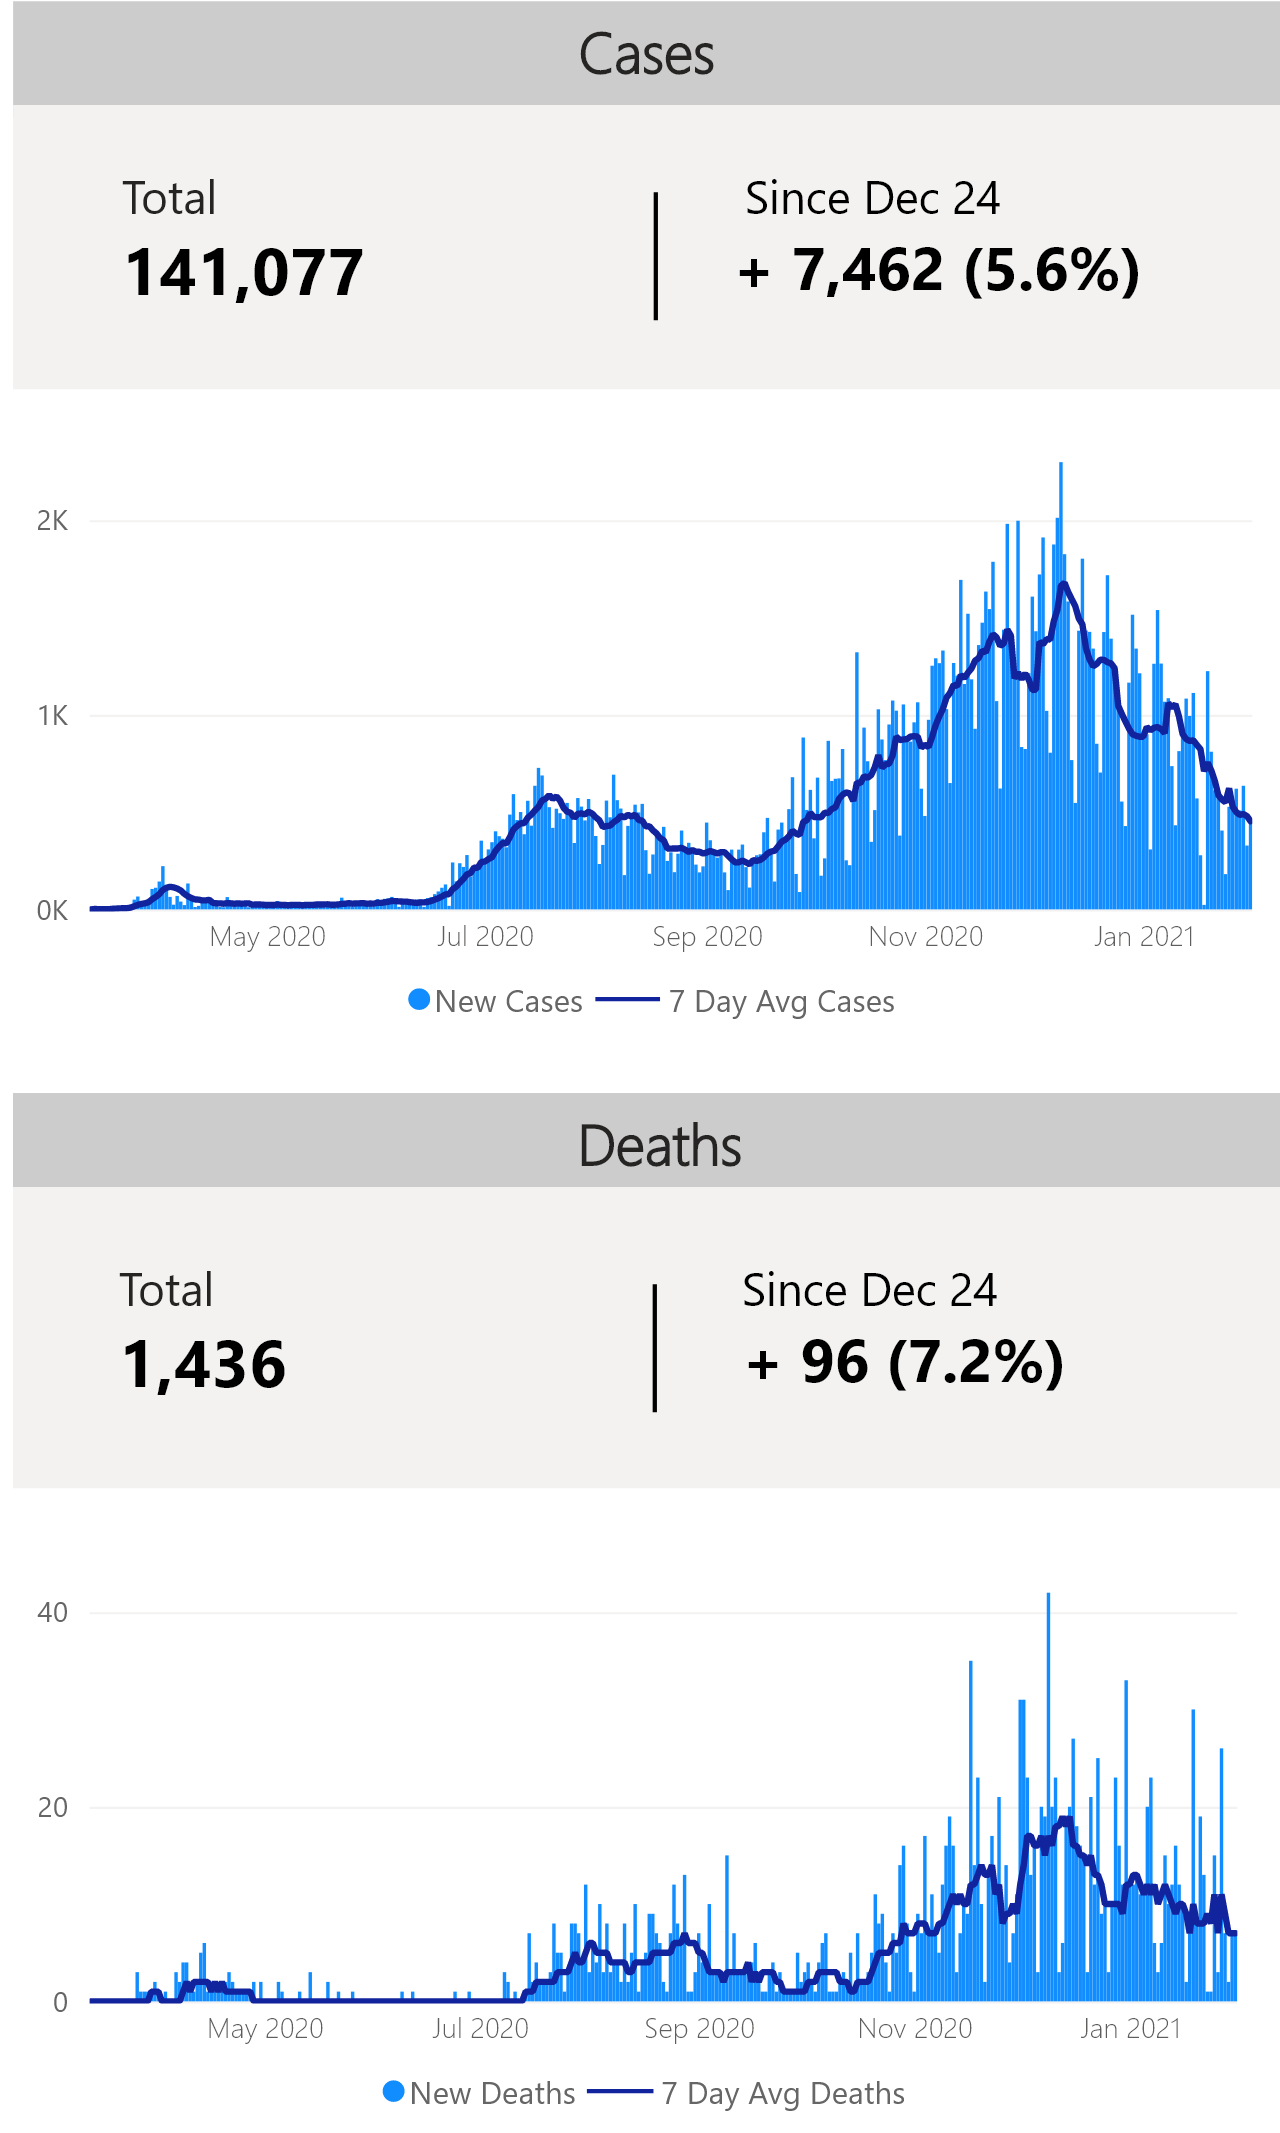 Cases
Total
Since Dec 24
141,077
+ 7,462 (5.6%)
2K
1K
0K
May 2020
Jul 2020
Sep 2020
Nov 2020
Jan 2021
New Cases
7 Day Avg Cases
Deaths
Total
Since Dec 24
1,436
+ 96 (7.2%)
40
20
0
May 2020
Jul 2020
Sep 2020
Nov 2020
Jan 2021
New Deaths
7 Day Avg Deaths